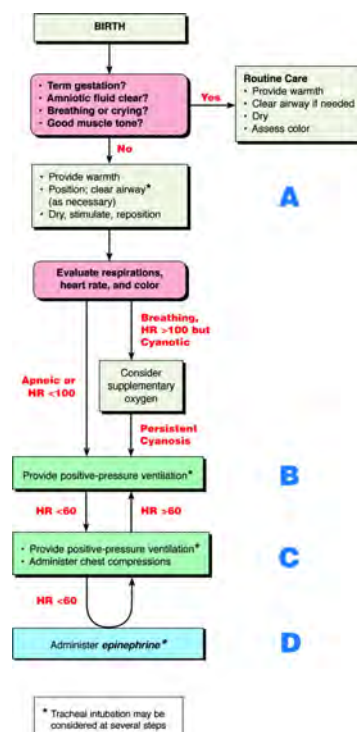 BIRTH
• Term gestation?
• Amniotic fluid clear?
• Breathing or crying?
• Good muscle tone?
Yes
Routine Care
• Provide warmth
• Clear airway if needed
• Dry
• Assess color
No
• Provide warmth
• Position; clear airway*
(as necessary)
• Dry, stimulate, reposition
A
Evaluate respirations,
heart rate, and color
Breathing,
HR >100 but
Cyanotic
Apneic or
HR <100
Consider
supplementary
oxygen
Persistent
Cyanosis
Provide positive-pressure ventilation*
B
HR <60
HR >60
• Provide positive-pressure ventilation*
• Administer chest compressions
C
HR <60
Administer epinephrine*
D
* Tracheal intubation may be
considered at several steps